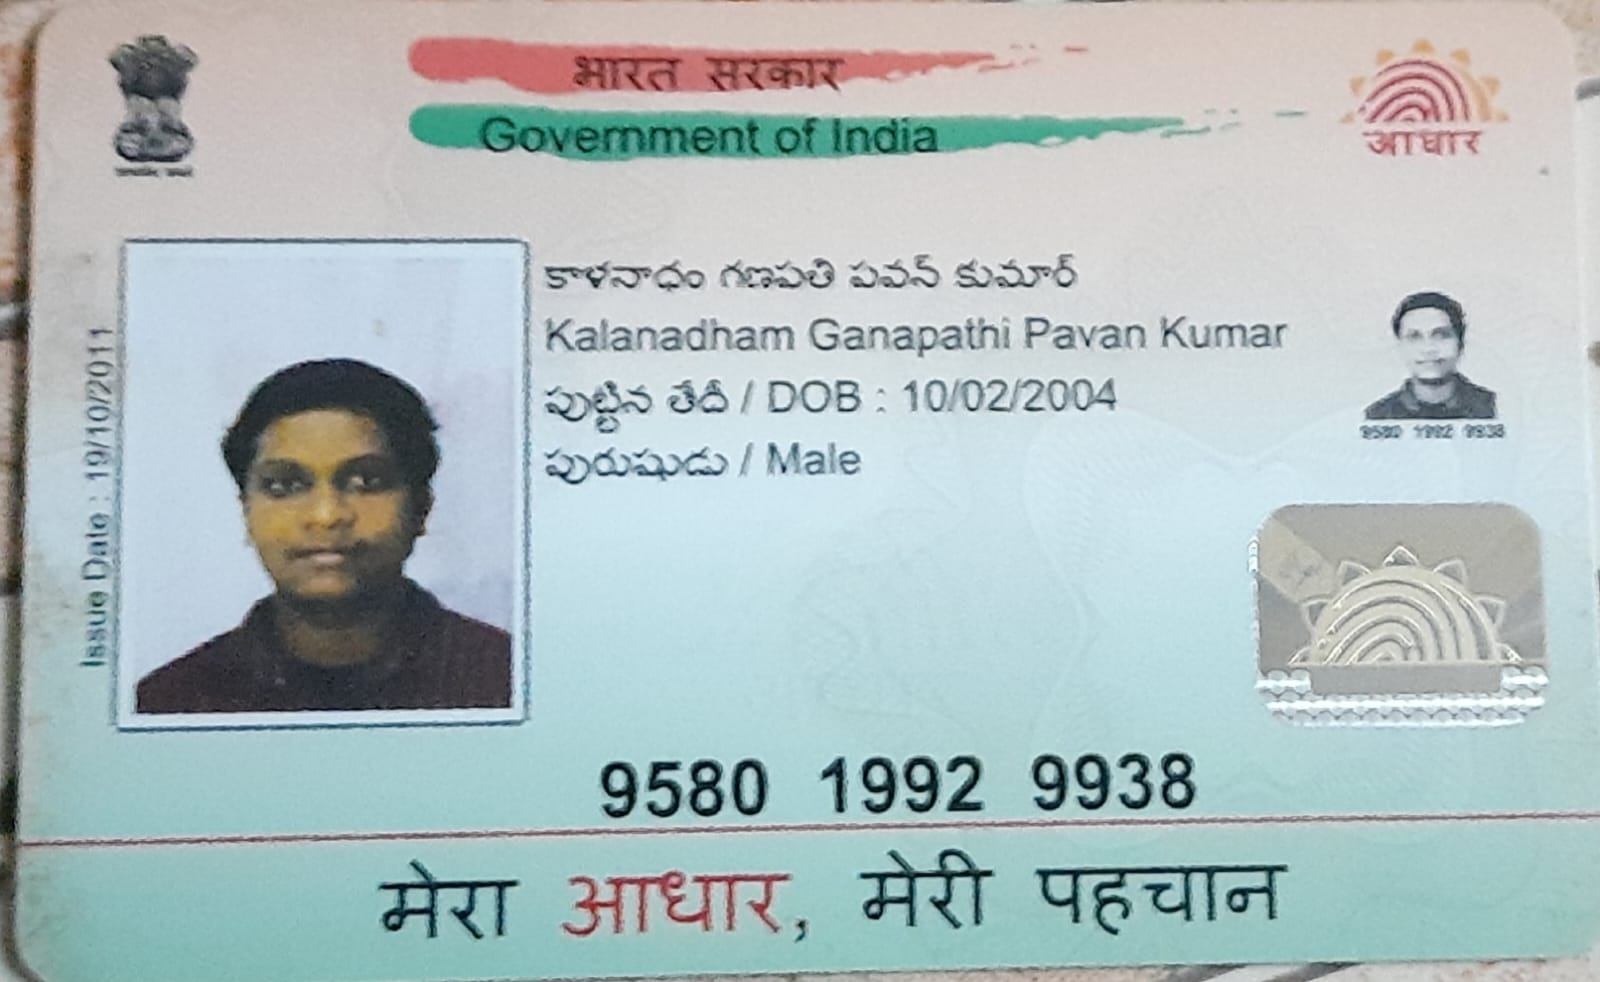 भारत सरकार
Government of India
आधार
Issue Date : 19/10/2011
కాళనాధం గణపతి పవన్ కుమార్
Kalanadham Ganapathi Pavan Kumar
పుట్టిన తేదీ / DOB : 10/02/2004
పురుషుడు / Male
9580 1992 9938
9580 1992 9938
मेरा आधार, मेरी पहचान